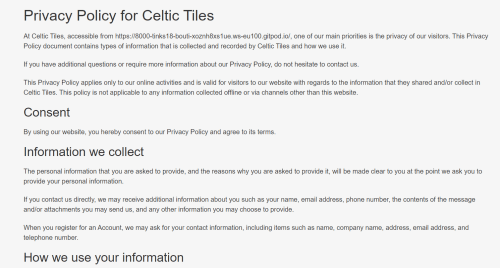 Privacy Policy for Celtic Tiles
At Celtic Tiles, accessible from https://8000-links18-bouti-xoznh8xs1ue.ws-eu100.gitpod.io/, one of our main priorities is the privacy of our visitors. This Privacy
Policy document contains types of information that is collected and recorded by Celtic Tiles and how we use it.
If you have additional questions or require more information about our Privacy Policy, do not hesitate to contact us.
This Privacy Policy applies only to our online activities and is valid for visitors to our website with regards to the information that they shared and/or collect in
Celtic Tiles. This policy is not applicable to any information collected offline or via channels other than this website.
Consent
By using our website, you hereby consent to our Privacy Policy and agree to its terms.
Information we collect
The personal information that you are asked to provide, and the reasons why you are asked to provide it, will be made clear to you at the point we ask you to
provide your personal information.
If you contact us directly, we may receive additional information about you such as your name, email address, phone number, the contents of the message
and/or attachments you may send us, and any other information you may choose to provide.
When you register for an Account, we may ask for your contact information, including items such as name, company name, address, email address, and
telephone number.
How we use your information